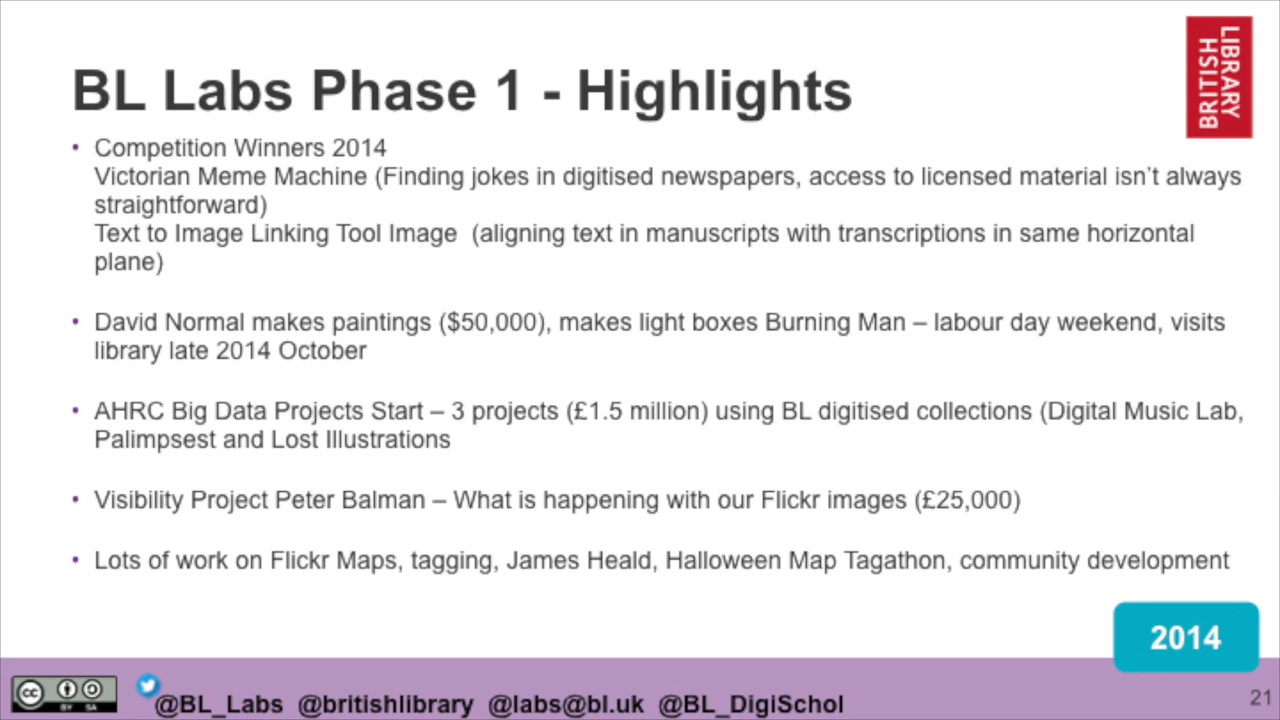 BL Labs Phase 1 - Highlights
LIBRARY
BRITISH
• Competition Winners 2014
Victorian Meme Machine (Finding jokes in digitised newspapers, access to licensed material isn't always
straightforward)
Text to Image Linking Tool Image (aligning text in manuscripts with transcriptions in same horizontal
plane)
• David Normal makes paintings ($50,000), makes light boxes Burning Man – labour day weekend, visits
library late 2014 October
• AHRC Big Data Projects Start – 3 projects (£1.5 million) using BL digitised collections (Digital Music Lab,
Palimpsest and Lost Illustrations
• Visibility Project Peter Balman – What is happening with our Flickr images (£25,000)
• Lots of work on Flickr Maps, tagging, James Heald, Halloween Map Tagathon, community development
2014
cc BY SA
@BL_Labs @britishlibrary @labs@bl.uk @BL_DigiSchol
21